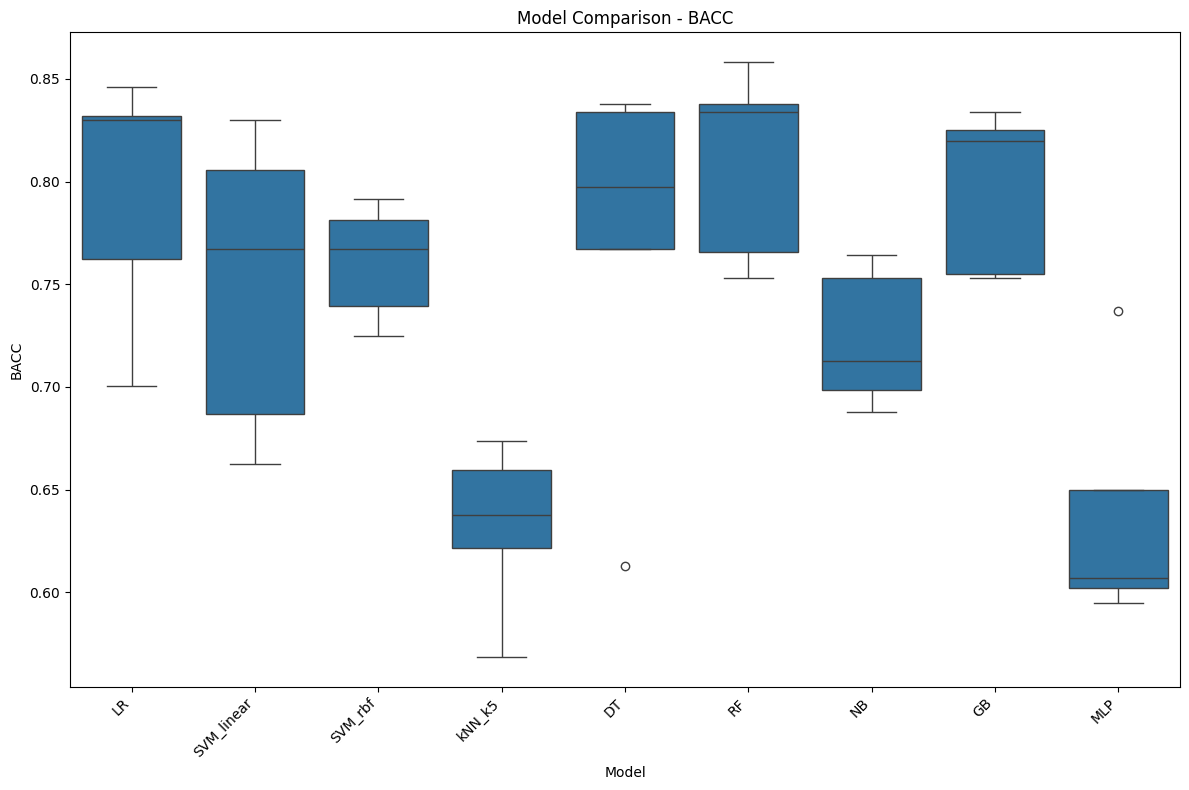 Model Comparison - BACC
BACC
0.85
0.80
0.75
0.70
0.65
0.60
LR
SVM_linear
SVM_rbf
kNN_k5
DT
RF
NB
GB
MLP
Model